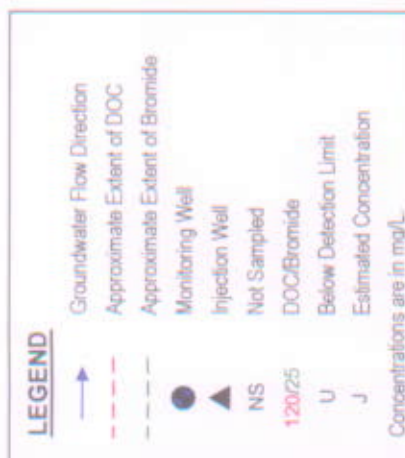 LEGEND
Groundwater Flow Direction
Approximate Extent of DOC
Approximate Extent of Bromide
Monitoring Well
Injection Well
NS Not Sampled
120/25 DOC/Bromide
U Below Detection Limit
J Estimated Concentration
Concentrations are in mg/L